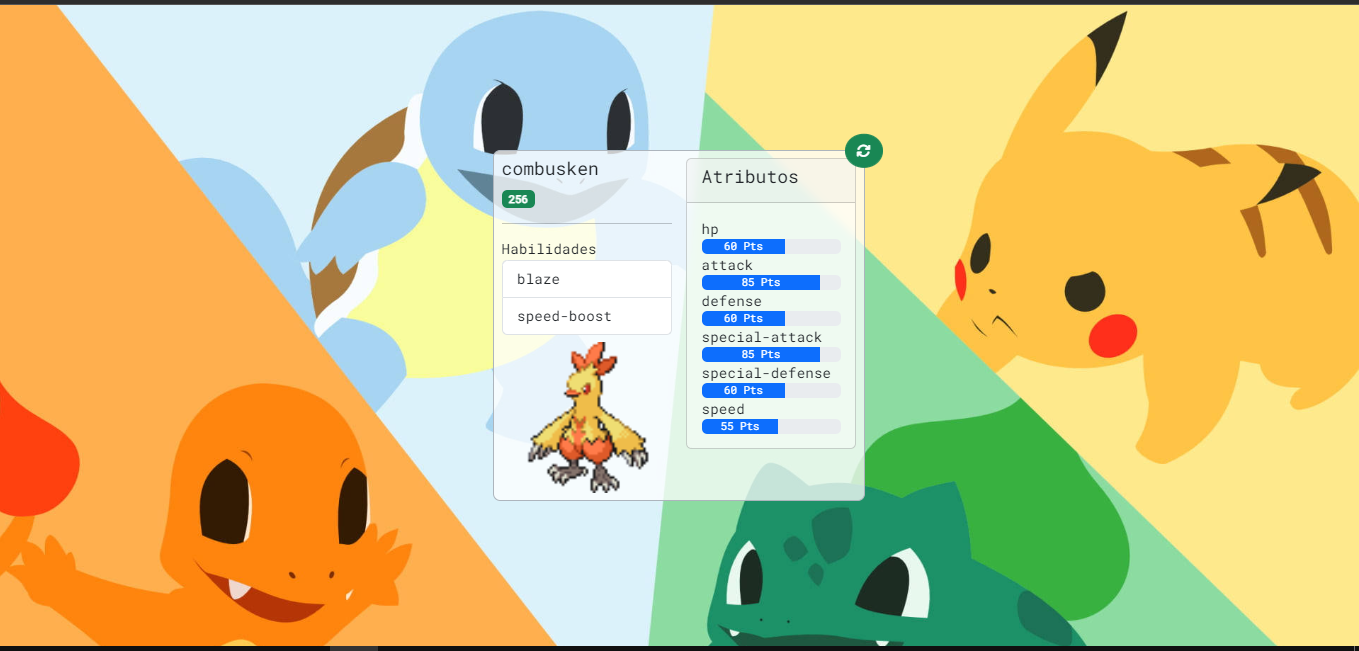 combusken
256
Habilidades
blaze
speed-boost
Atributos
hp
60 Pts
attack
85 Pts
defense
60 Pts
special-attack
85 Pts
special-defense
60 Pts
speed
55 Pts